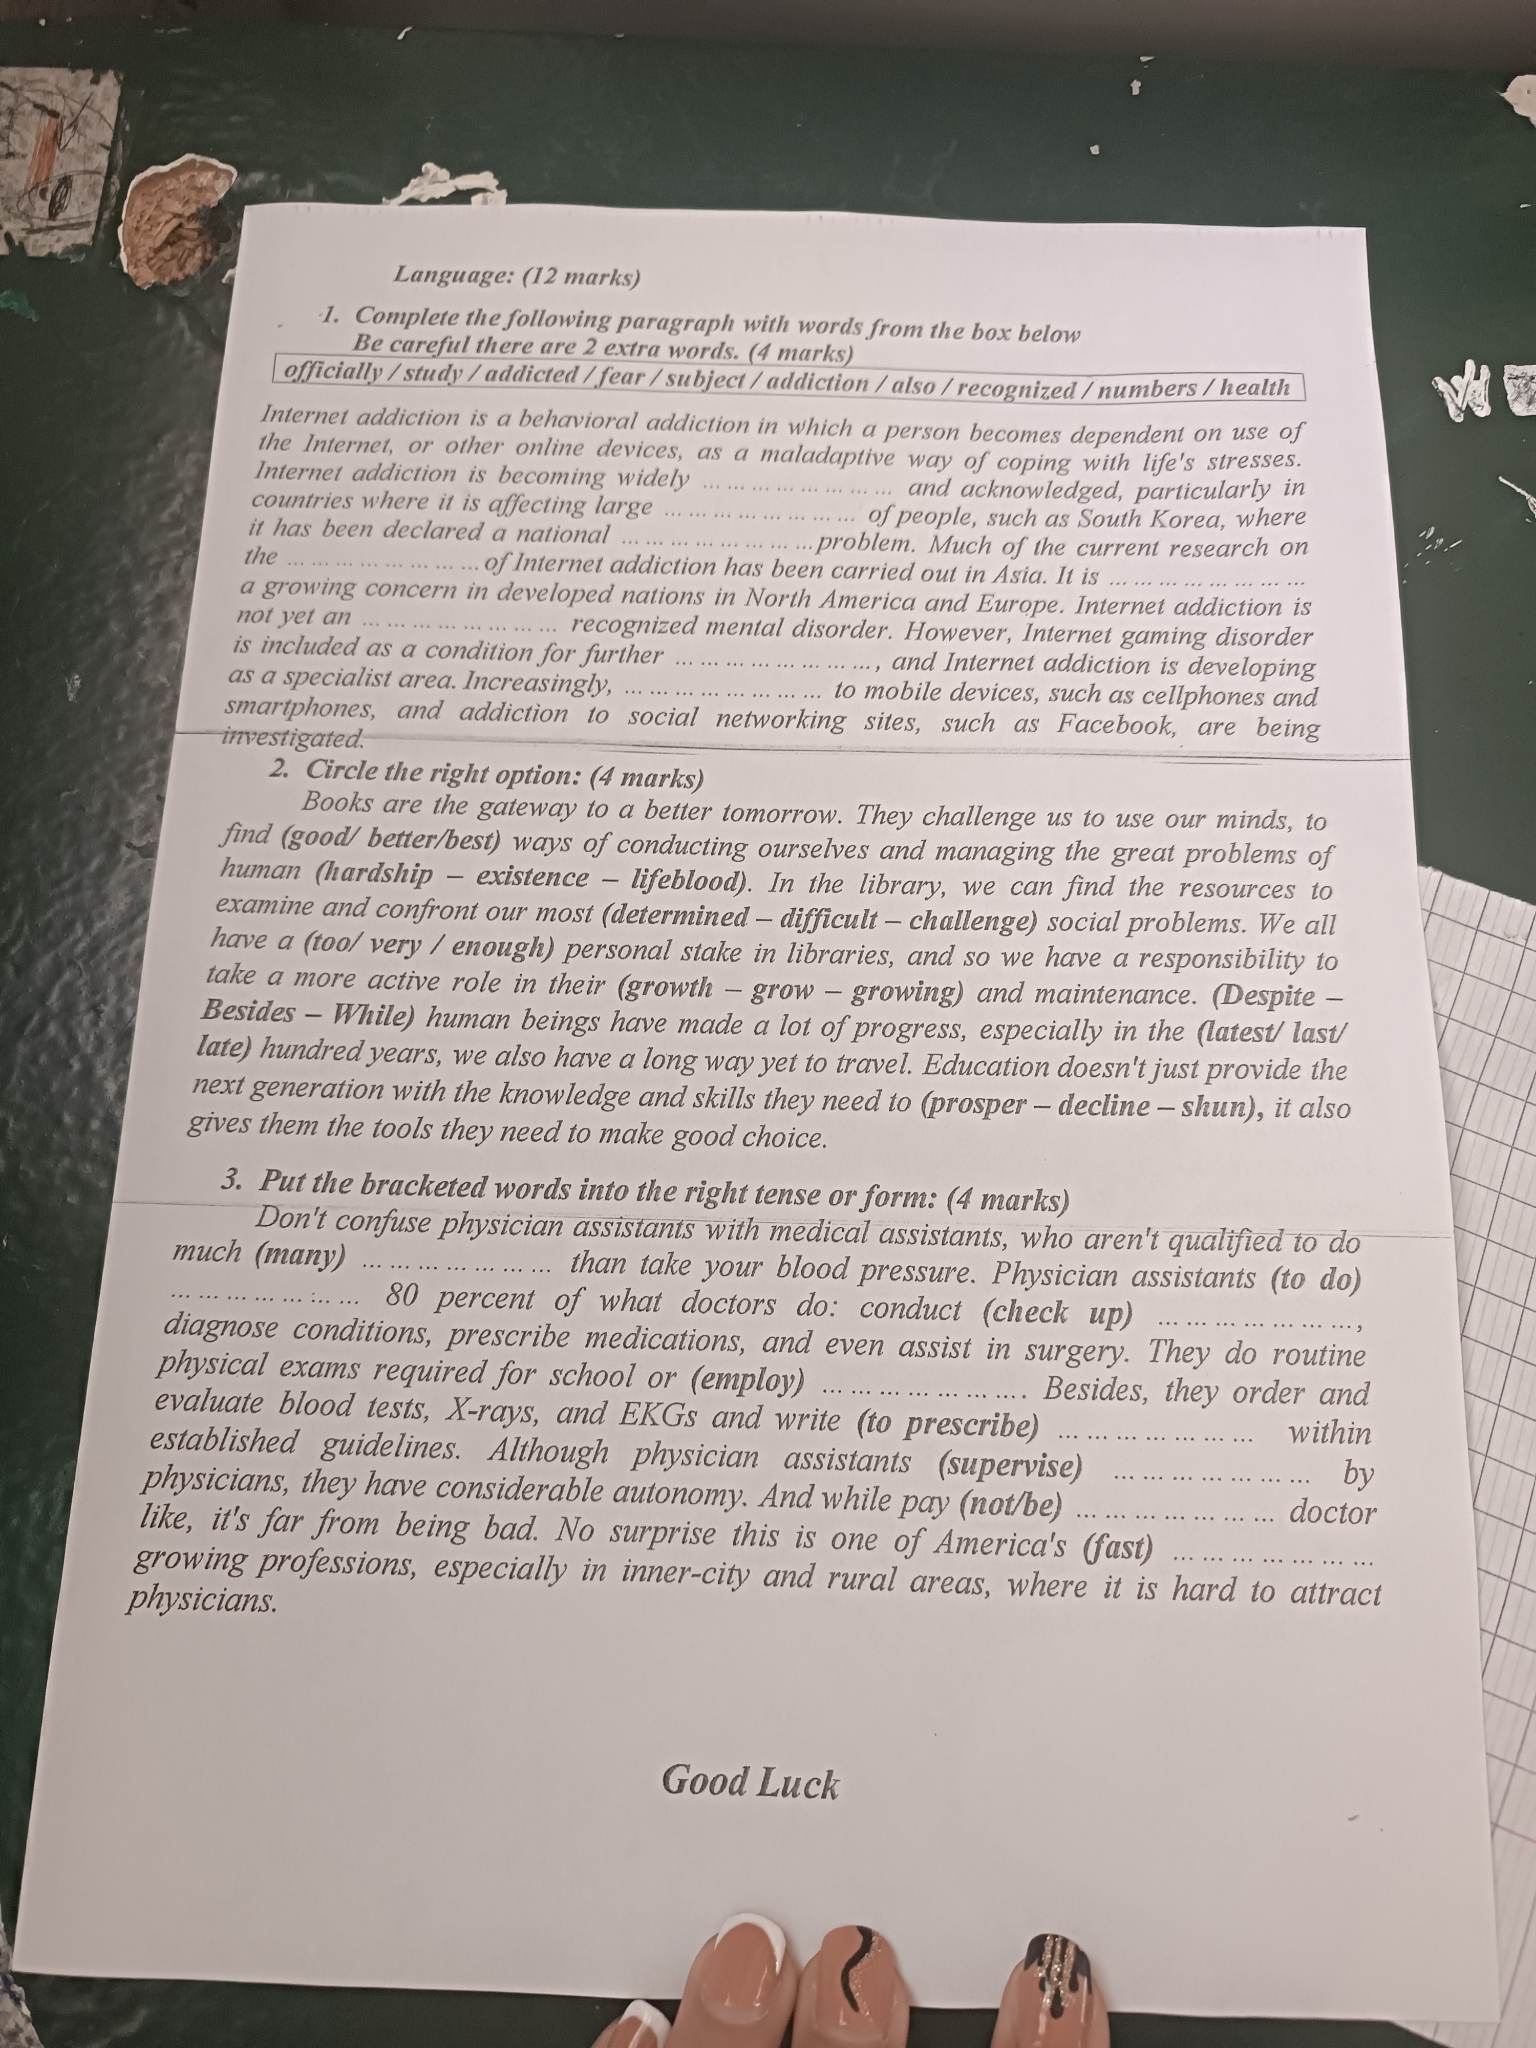 Language: (12 marks)
1. Complete the following paragraph with words from the box below
Be careful there are 2 extra words. (4 marks)
officially / study / addicted / fear / subject / addiction / also / recognized / numbers / health
Internet addiction is a behavioral addiction in which a person becomes dependent on use of
the Internet, or other online devices, as a maladaptive way of coping with life's stresses.
Internet addiction is becoming widely ... ... ... ... ... ... ... and acknowledged, particularly in
countries where it is affecting large ... ... ... ... ... ... ... of people, such as South Korea, where
it has been declared a national ... ... ... ... ... ... ... problem. Much of the current research on
the ... ... ... ... ... ... ... of Internet addiction has been carried out in Asia. It is ... ... ... ... ... ... ...
a growing concern in developed nations in North America and Europe. Internet addiction is
not yet an ... ... ... ... ... ... ... recognized mental disorder. However, Internet gaming disorder
is included as a condition for further ... ... ... ... ... ... ..., and Internet addiction is developing
as a specialist area. Increasingly, ... ... ... ... ... ... ... to mobile devices, such as cellphones and
smartphones, and addiction to social networking sites, such as Facebook, are being
investigated.
2. Circle the right option: (4 marks)
Books are the gateway to a better tomorrow. They challenge us to use our minds, to
find (good/ better/best) ways of conducting ourselves and managing the great problems of
human (hardship – existence – lifeblood). In the library, we can find the resources to
examine and confront our most (determined – difficult – challenge) social problems. We all
have a (too/ very / enough) personal stake in libraries, and so we have a responsibility to
take a more active role in their (growth – grow – growing) and maintenance. (Despite –
Besides – While) human beings have made a lot of progress, especially in the (latest/ last/
late) hundred years, we also have a long way yet to travel. Education doesn't just provide the
next generation with the knowledge and skills they need to (prosper – decline – shun), it also
gives them the tools they need to make good choice.
3. Put the bracketed words into the right tense or form: (4 marks)
Don't confuse physician assistants with medical assistants, who aren't qualified to do
much (many) ... ... ... ... ... ... ... than take your blood pressure. Physician assistants (to do)
... ... ... ... ... ... ... 80 percent of what doctors do: conduct (check up) ... ... ... ... ... ... ...,
diagnose conditions, prescribe medications, and even assist in surgery. They do routine
physical exams required for school or (employ) ... ... ... ... ... ... .... Besides, they order and
evaluate blood tests, X-rays, and EKGs and write (to prescribe) ... ... ... ... ... ... ... within
established guidelines. Although physician assistants (supervise) ... ... ... ... ... ... ... by
physicians, they have considerable autonomy. And while pay (not/be) ... ... ... ... ... ... ... doctor
like, it's far from being bad. No surprise this is one of America's (fast) ... ... ... ... ... ... ...
growing professions, especially in inner-city and rural areas, where it is hard to attract
physicians.
Good Luck